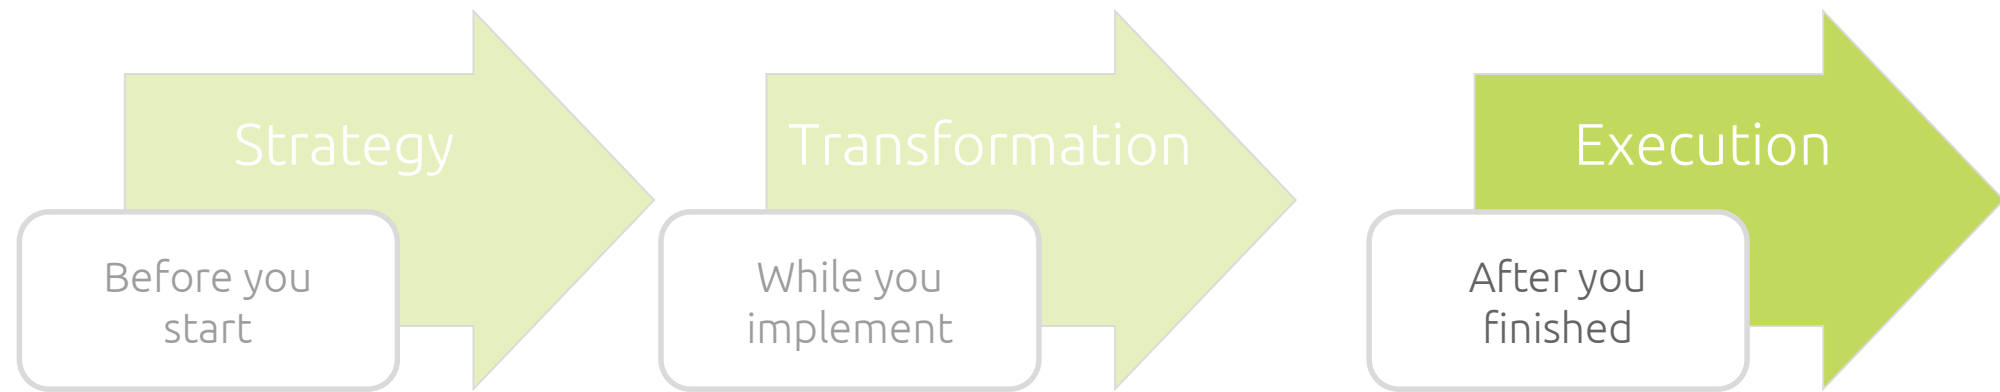 Strategy
Before you
start
Transformation
While you
implement
Execution
After you
finished